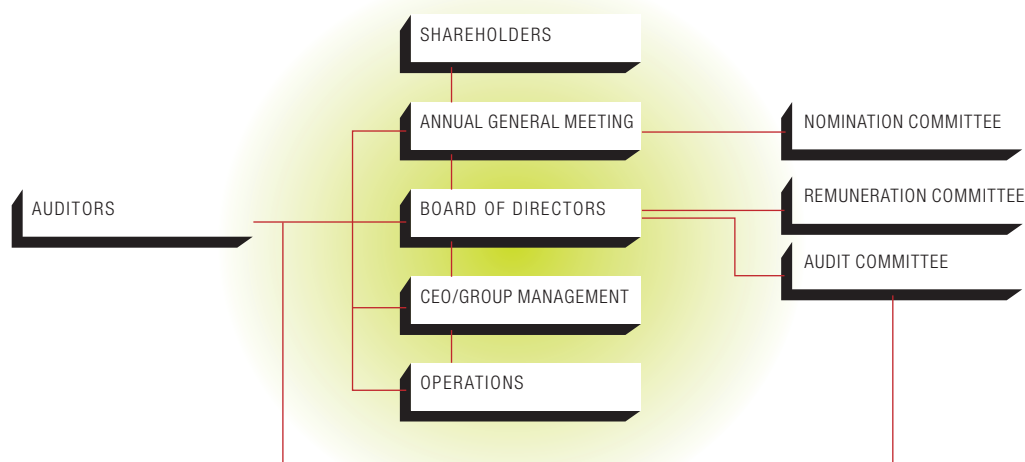 SHAREHOLDERS
ANNUAL GENERAL MEETING
NOMINATION COMMITTEE
AUDITORS
BOARD OF DIRECTORS
REMUNERATION COMMITTEE
AUDIT COMMITTEE
CEO/GROUP MANAGEMENT
OPERATIONS